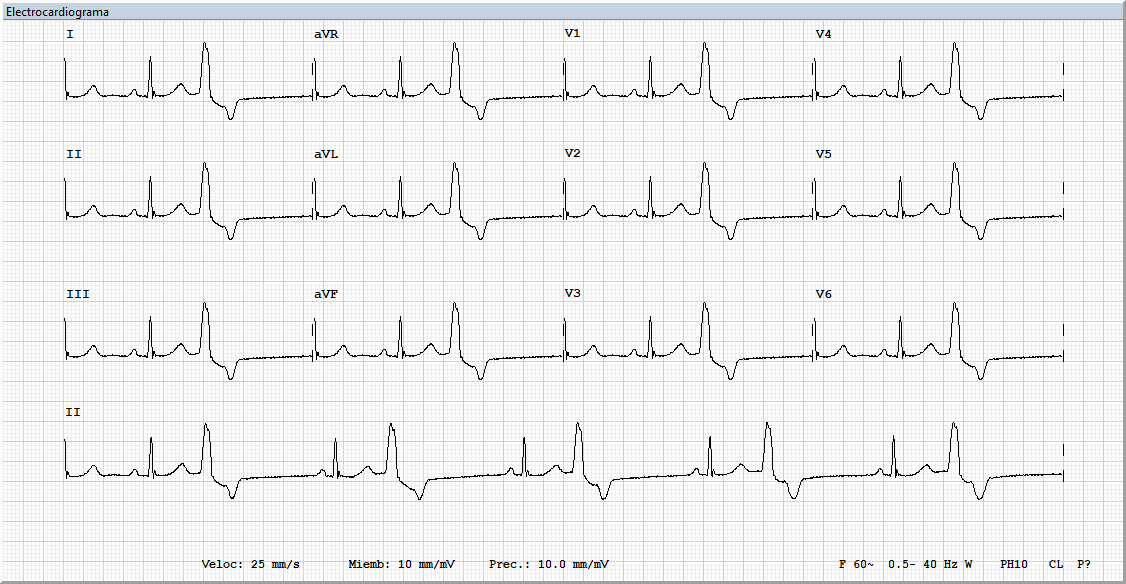 Electrocardiograma
I aVR V1 V4
II aVL V2 V5
III aVF V3 V6
II
Veloc: 25 mm/s Miemb: 10 mm/mV Prec.: 10.0 mm/mV F 60~ 0.5- 40 Hz W PH10 CL P?